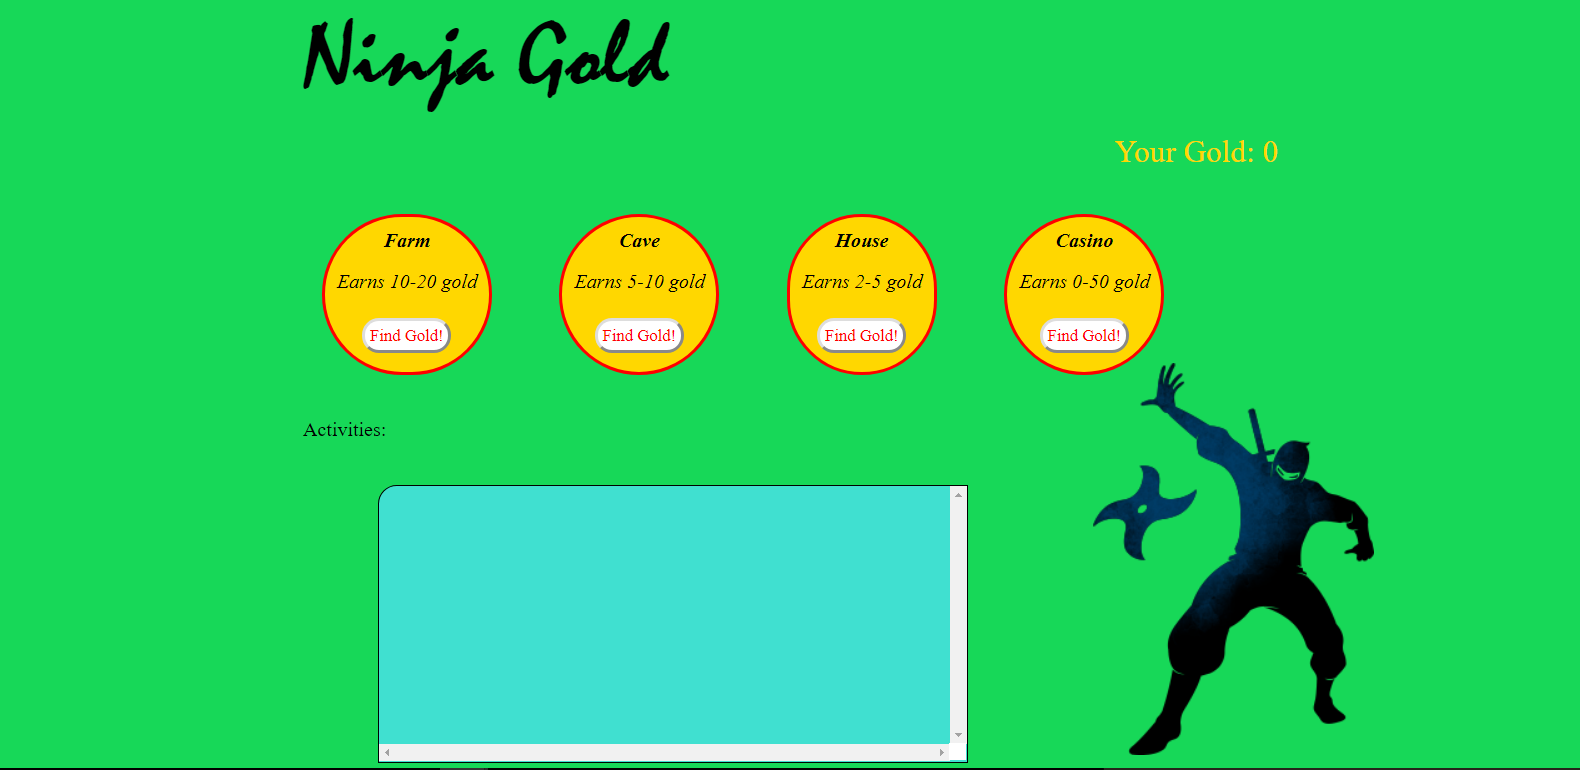 Ninja Gold
Your Gold: 0
Farm
Earns 10-20 gold
Find Gold!
Cave
Earns 5-10 gold
Find Gold!
House
Earns 2-5 gold
Find Gold!
Casino
Earns 0-50 gold
Find Gold!
Activities: